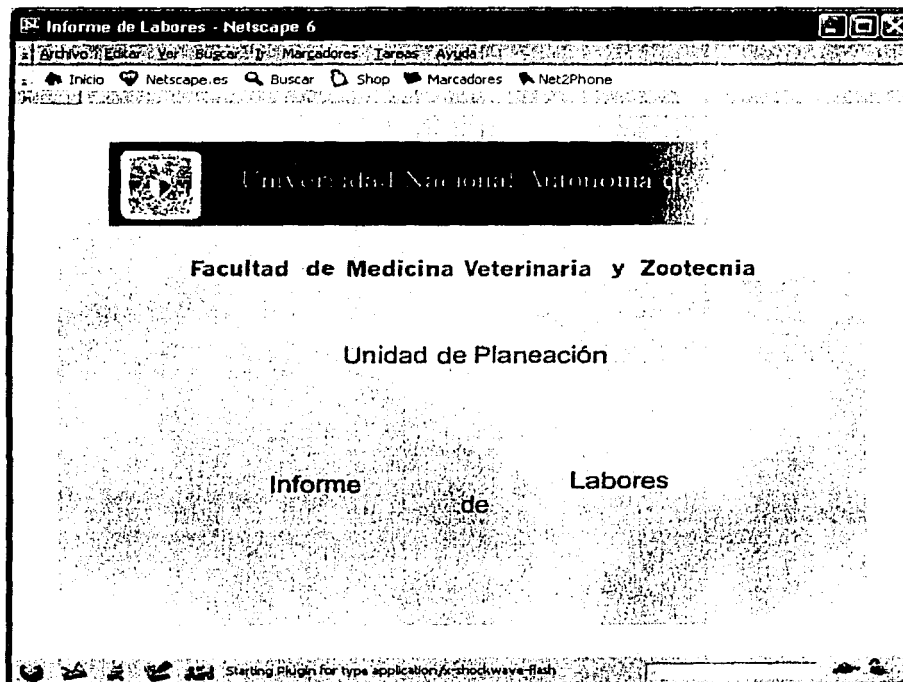 Informe de Labores - Netscape 6
Archivo Editar Ver Buscar Ir Marcadores Tareas Ayuda
Inicio Netscape.es Buscar Shop Marcadores Net2Phone
Universidad Nacional Autónoma de
Facultad de Medicina Veterinaria y Zootecnia
Unidad de Planeación
Informe de Labores
Starting Plugin for type application/x-shockwave-flash